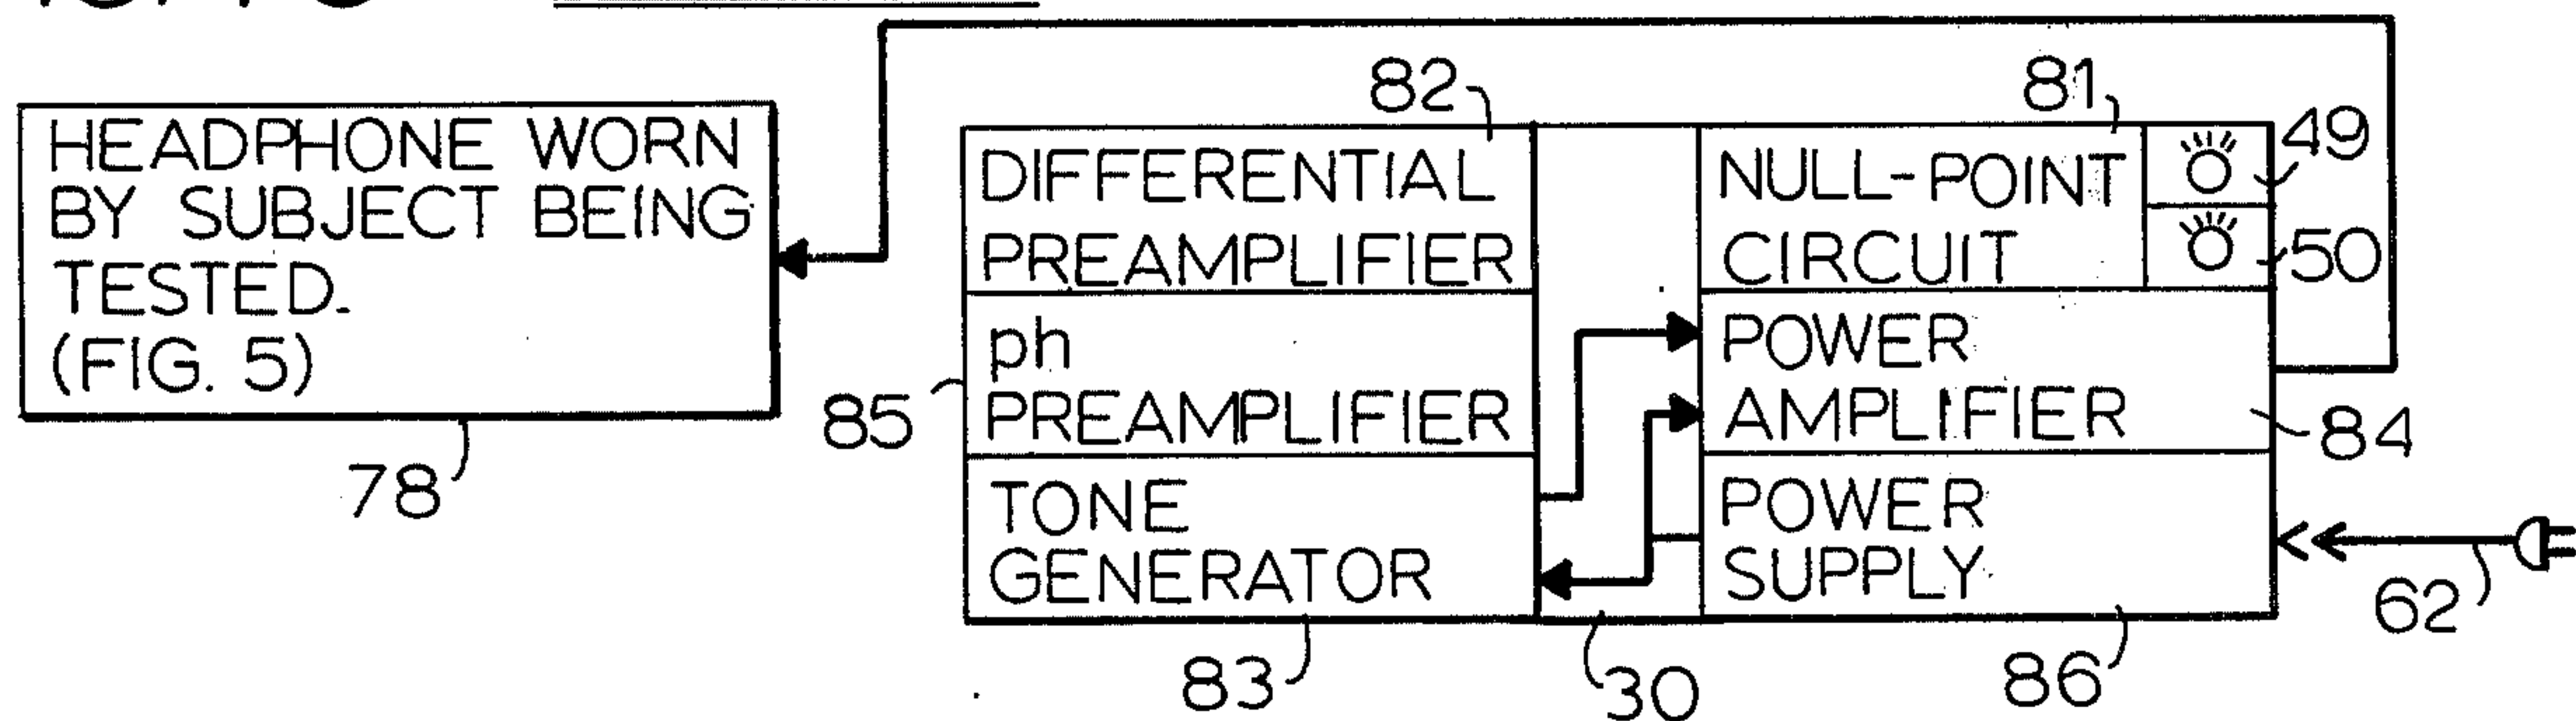 HEADPHONE WORN
BY SUBJECT BEING
TESTED.
(FIG. 5)
78
82
DIFFERENTIAL
PREAMPLIFIER
85
ph
PREAMPLIFIER
TONE
GENERATOR
83
30
81
NULL-POINT
CIRCUIT
49
50
POWER
AMPLIFIER
84
POWER
SUPPLY
86
62